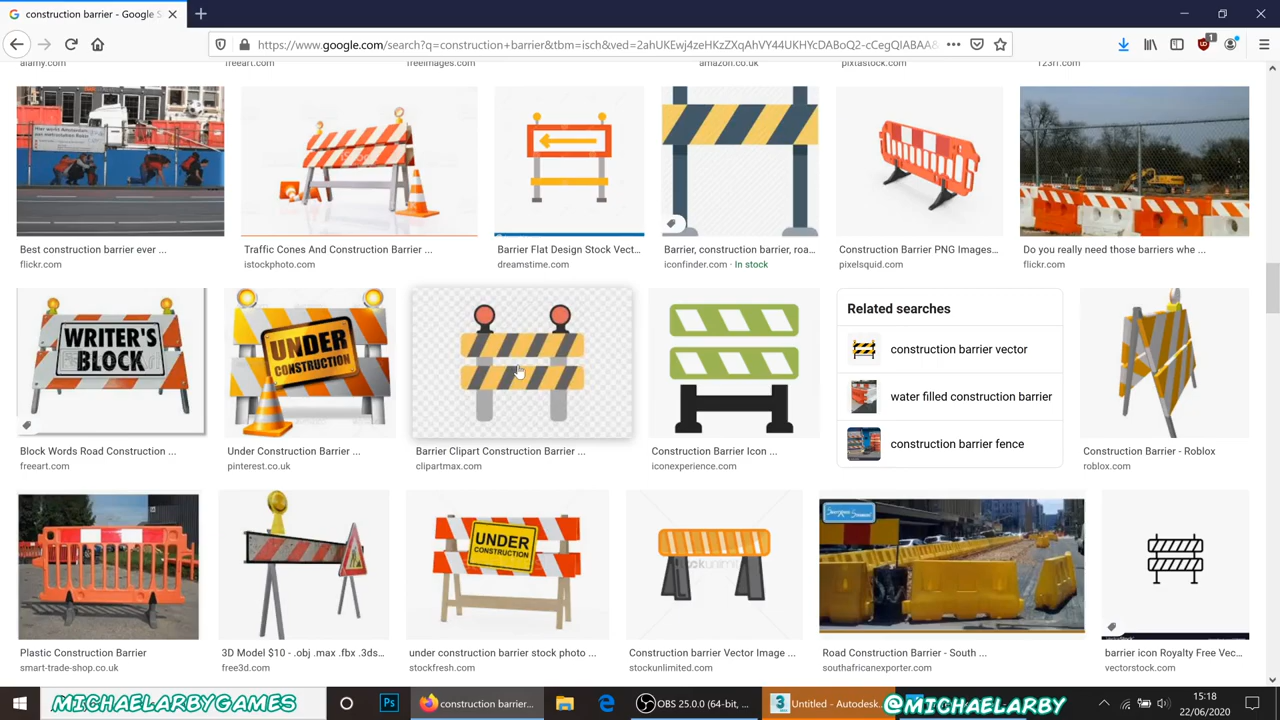 construction barrier - Google S
https://www.google.com/search?q=construction+barrier&tbm=isch&ved=2ahUKEwj4zeHKzZXqAhVY44UKHYcDABoQ2-cCegQIABAA&
1
alamy.com
freeart.com
freeimages.com
amazon.co.uk
pixtastock.com
123rf.com
Best construction barrier ever ...
flickr.com
Traffic Cones And Construction Barrier ...
istockphoto.com
Barrier Flat Design Stock Vect...
dreamstime.com
Barrier, construction barrier, roa...
iconfinder.com · In stock
Construction Barrier PNG Images...
pixelsquid.com
Do you really need those barriers whe ...
flickr.com
WRITER'S
BLOCK
UNDER
CONSTRUCTION
Related searches
construction barrier vector
water filled construction barrier
construction barrier fence
Block Words Road Construction ...
freeart.com
Under Construction Barrier ...
pinterest.co.uk
Barrier Clipart Construction Barrier ...
clipartmax.com
Construction Barrier Icon ...
iconexperience.com
Construction Barrier - Roblox
roblox.com
UNDER
CONSTRUCTION
Plastic Construction Barrier
smart-trade-shop.co.uk
3D Model $10 - .obj .max .fbx .3ds...
free3d.com
under construction barrier stock photo ...
stockfresh.com
Construction barrier Vector Image ...
stockunlimited.com
Road Construction Barrier - South ...
southafricanexporter.com
barrier icon Royalty Free Vec...
vectorstock.com
MICHAELARBYGAMES
Ps
construction barrier...
OBS 25.0.0 (64-bit, ...
3
Untitled - Autodesk...
@MICHAELARBY
15:18
22/06/2020